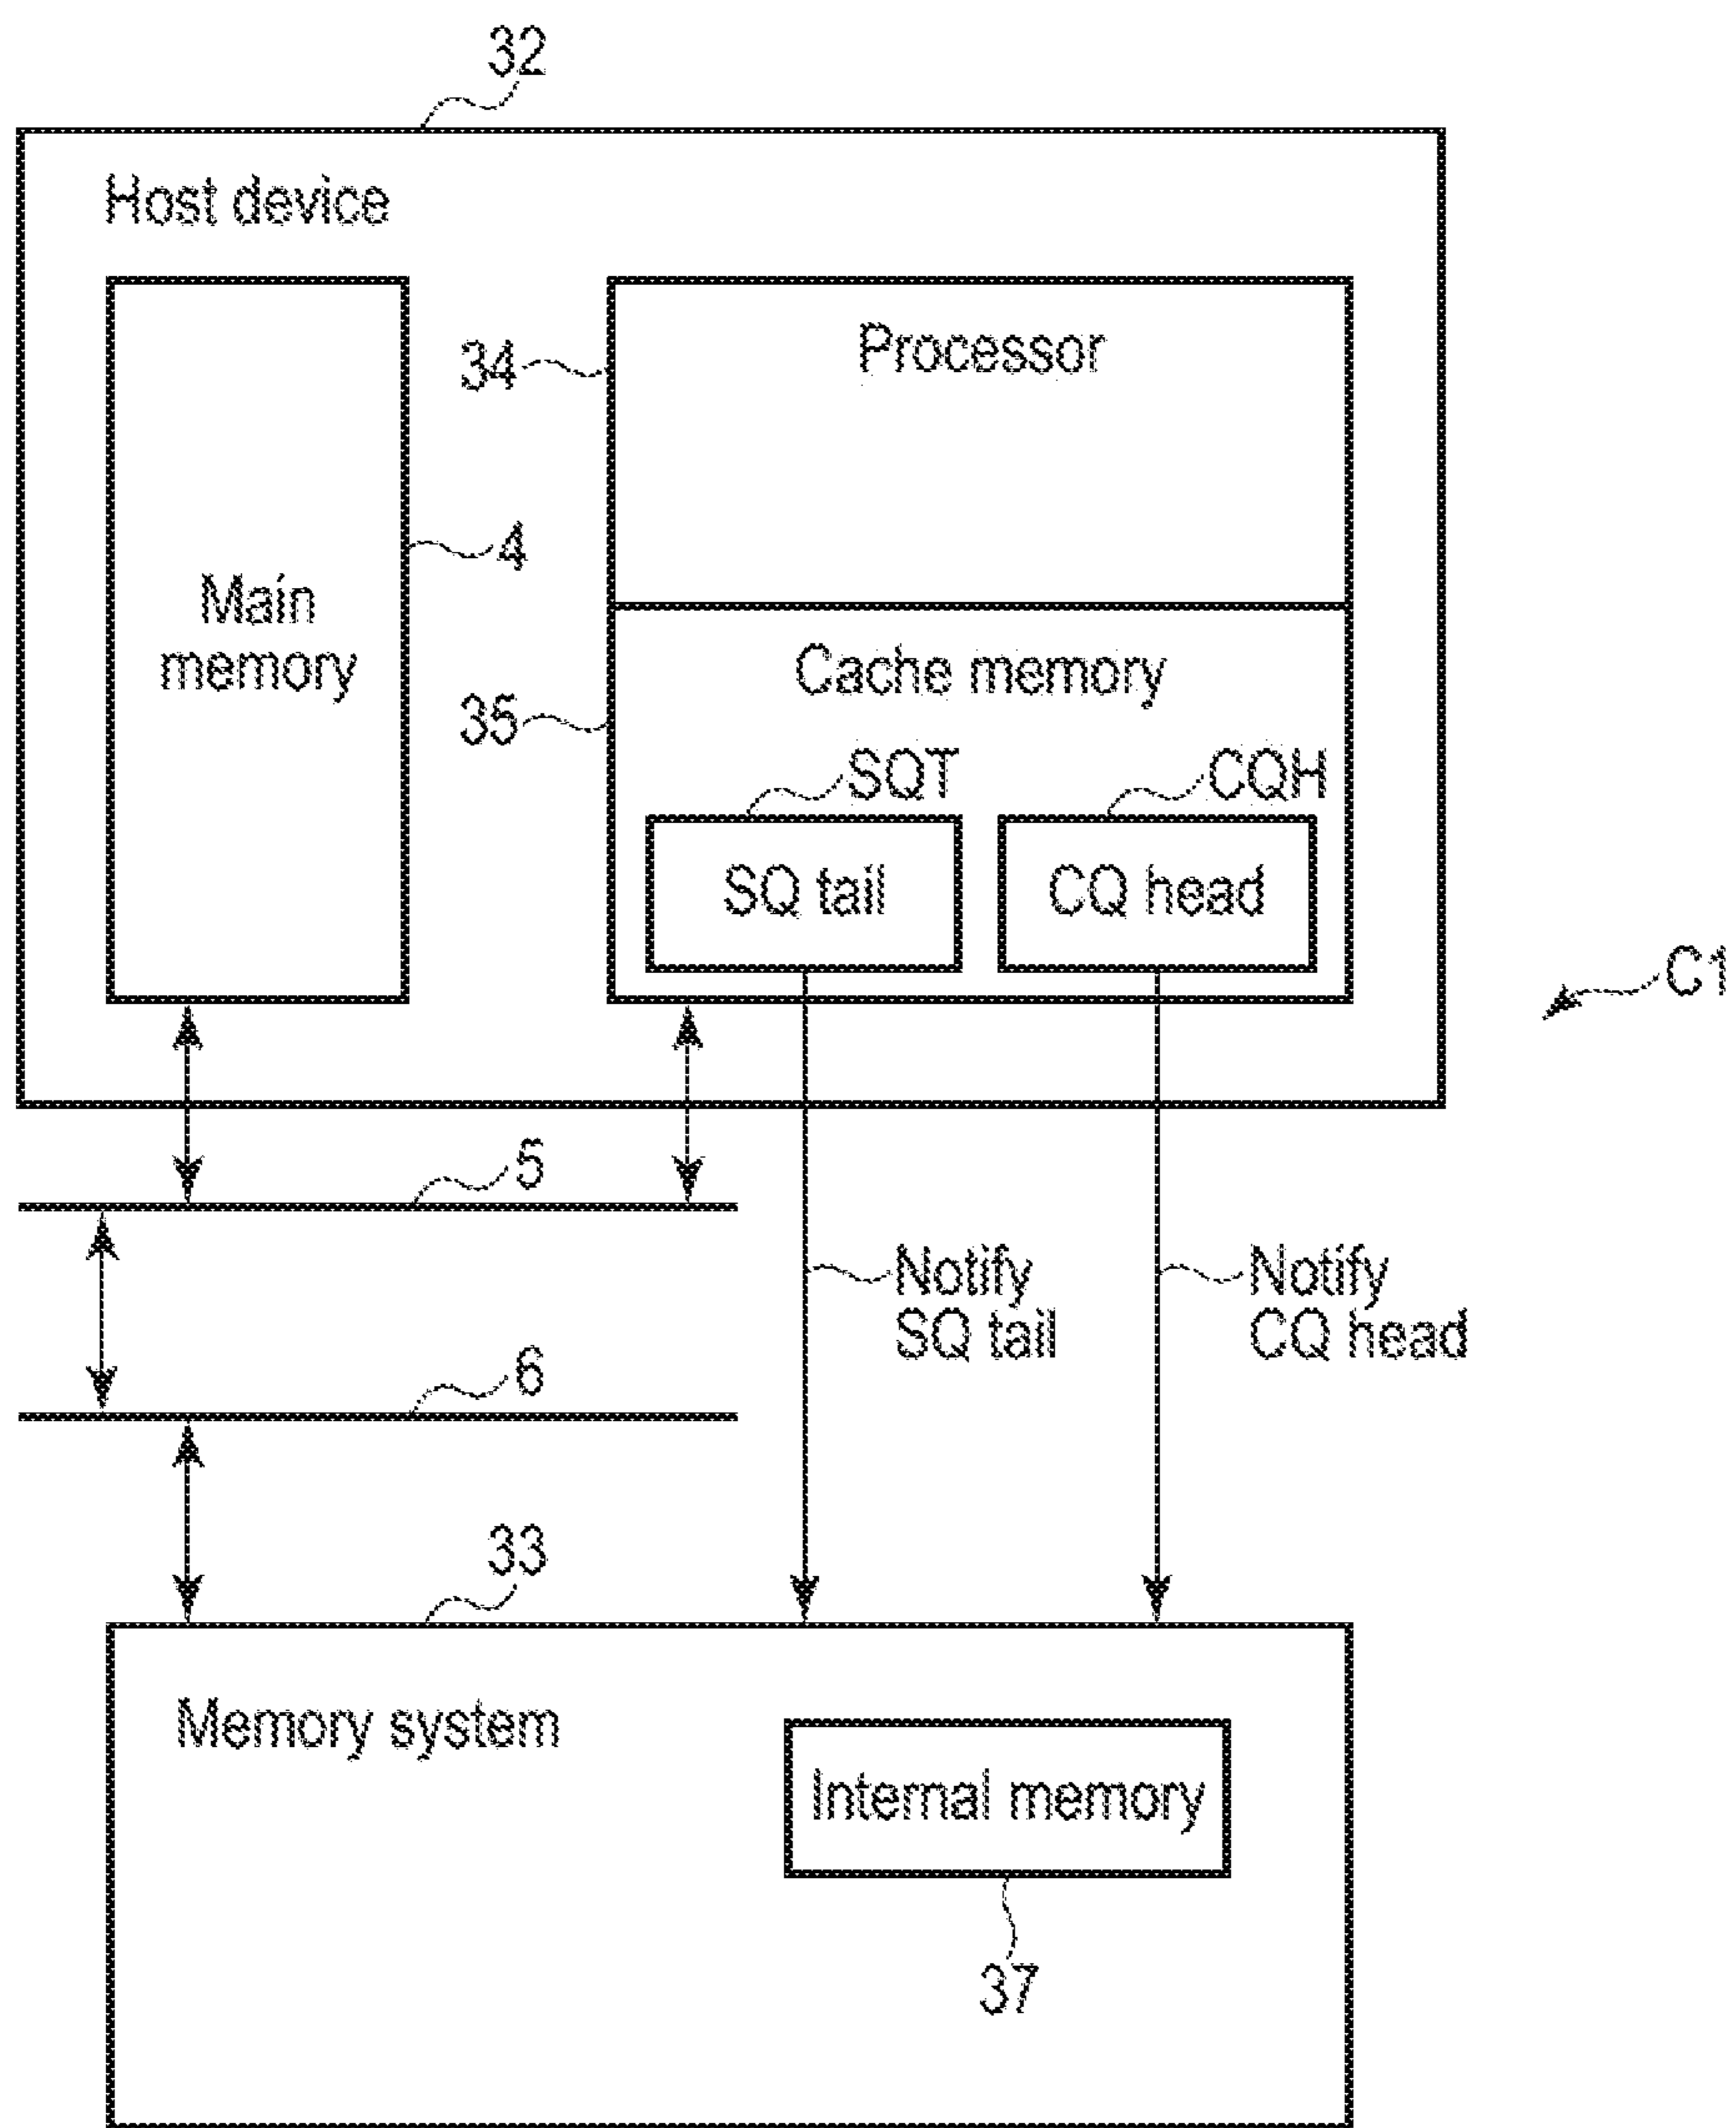 32
Host device
Processor
34
4
Main
memory
Cache memory
35
SQT
CQH
SQ tail
CQ head
C1
5
Notify
SQ tail
Notify
CQ head
6
33
Memory system
Internal memory
37